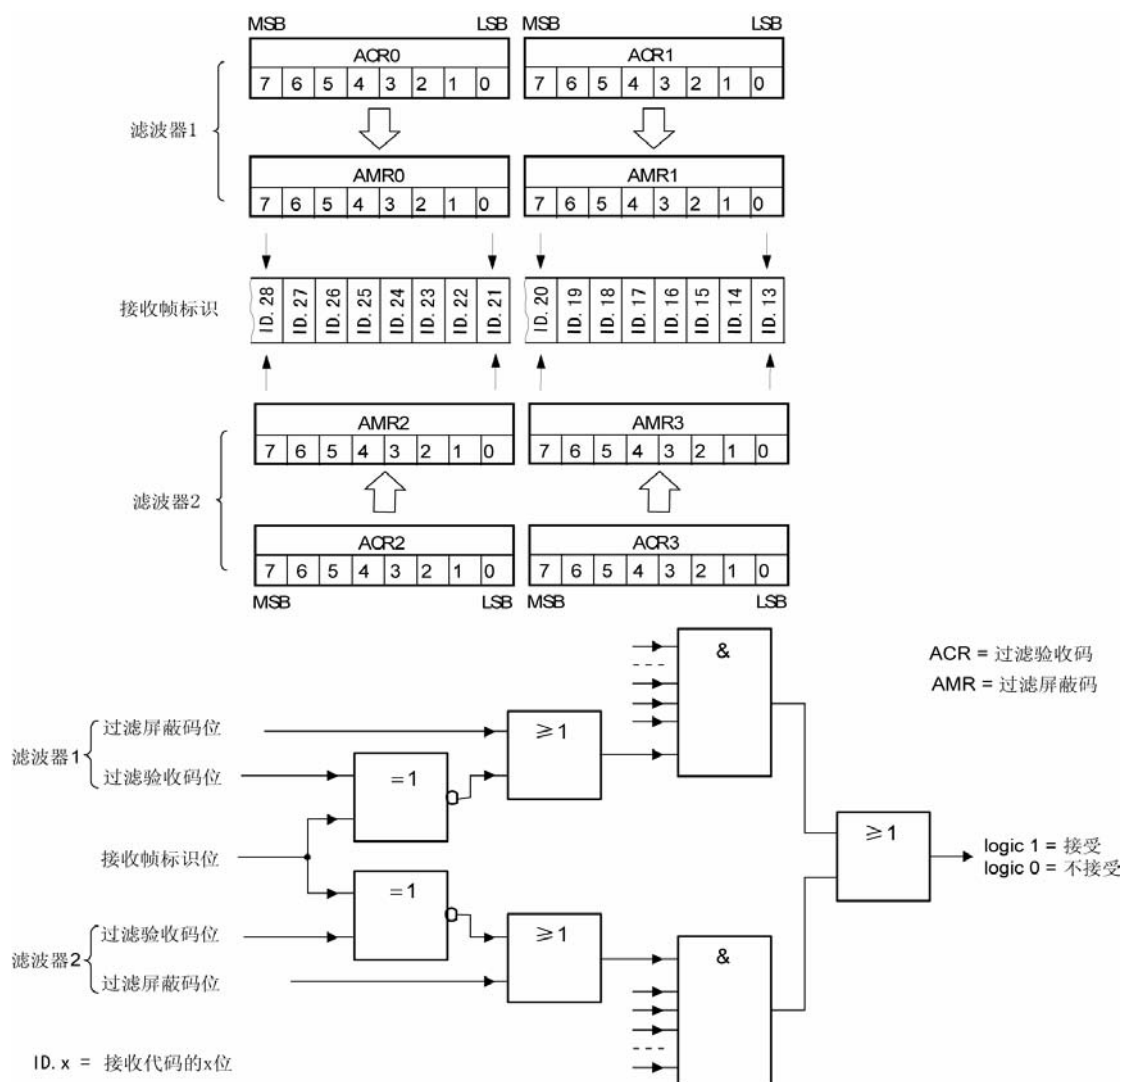 MSB LSB MSB LSB
ACR0 ACR1
7 6 5 4 3 2 1 0 7 6 5 4 3 2 1 0
滤波器1
AMR0 AMR1
7 6 5 4 3 2 1 0 7 6 5 4 3 2 1 0
接收帧标识 ID.28 ID.27 ID.26 ID.25 ID.24 ID.23 ID.22 ID.21 ID.20 ID.19 ID.18 ID.17 ID.16 ID.15 ID.14 ID.13
AMR2 AMR3
7 6 5 4 3 2 1 0 7 6 5 4 3 2 1 0
滤波器2
ACR2 ACR3
7 6 5 4 3 2 1 0 7 6 5 4 3 2 1 0
MSB LSB MSB LSB
&
ACR = 过滤验收码
AMR = 过滤屏蔽码
过滤屏蔽码位
≥1
滤波器1
过滤验收码位
=1
≥1
接收帧标识位
logic 1 = 接受
logic 0 = 不接受
=1
过滤验收码位
≥1
滤波器2
&
过滤屏蔽码位
ID.x = 接收代码的x位